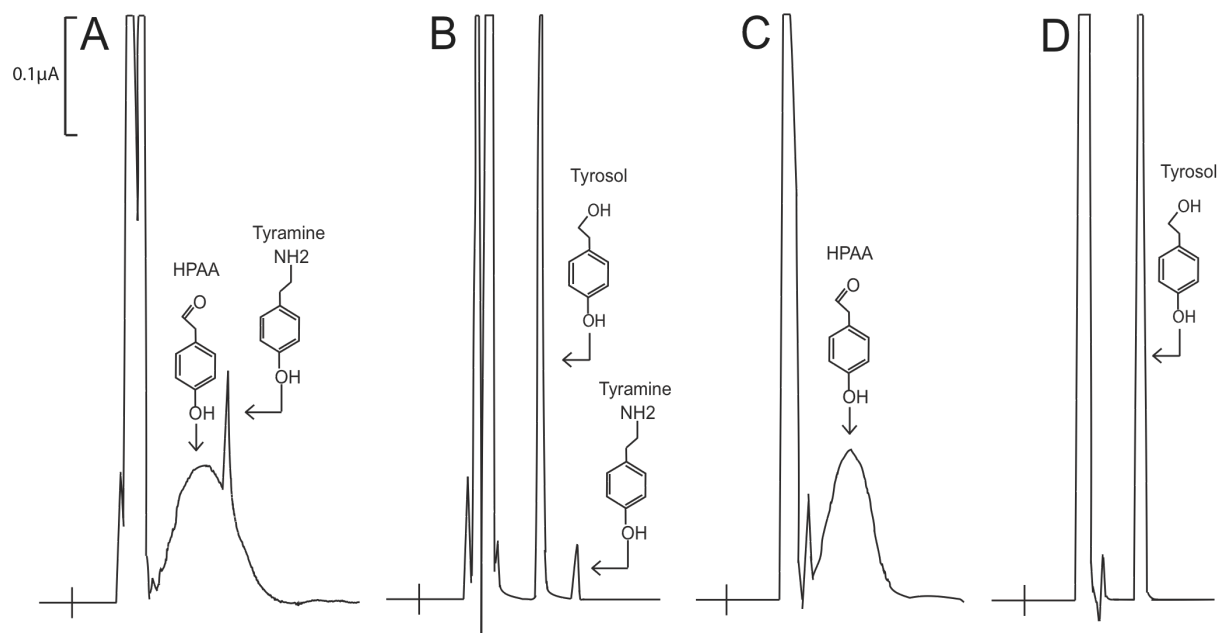 A
B
C
D
0.1µA
Tyramine
NH2
HPAA
O
OH
OH
Tyrosol
OH
OH
Tyramine
NH2
OH
HPAA
O
OH
Tyrosol
OH
OH